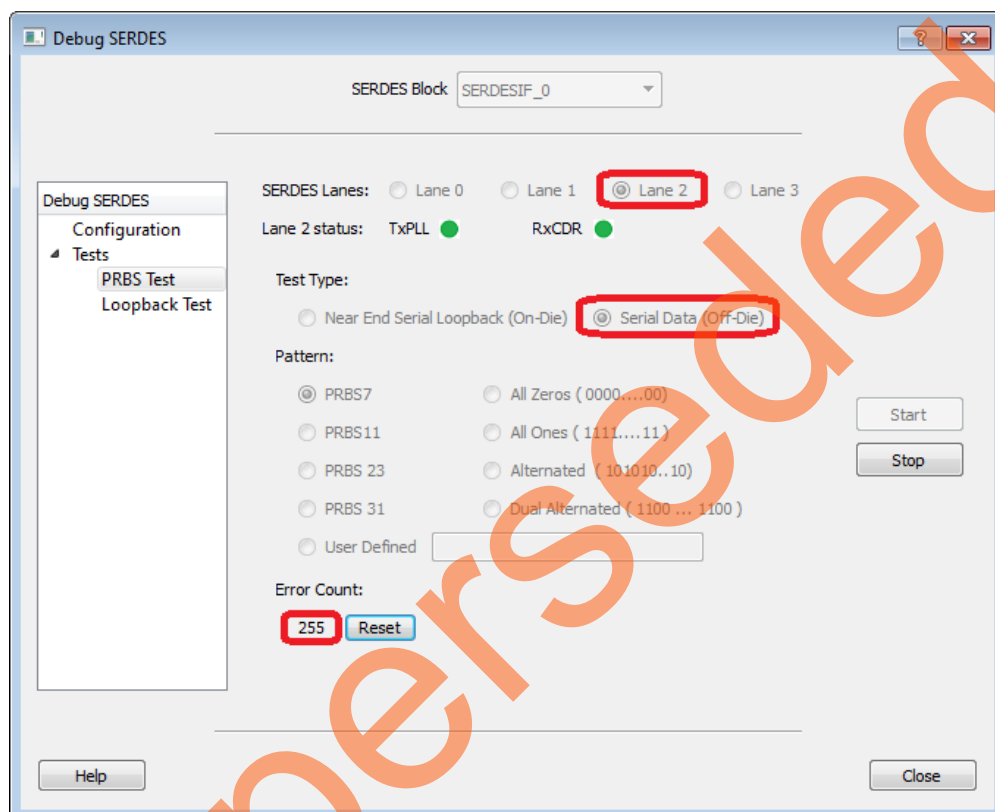 Debug SERDES
SERDES Block SERDESIF_0
Debug SERDES
Configuration
Tests
PRBS Test
Loopback Test
SERDES Lanes: Lane 0 Lane 1 Lane 2 Lane 3
Lane 2 status: TxPLL RxCDR
Test Type:
Near End Serial Loopback (On-Die) Serial Data (Off-Die)
Pattern:
PRBS7 All Zeros ( 0000....00)
PRBS11 All Ones ( 1111....11 )
PRBS 23 Alternated ( 101010..10)
PRBS 31 Dual Alternated ( 1100 ... 1100 )
User Defined
Start
Stop
Error Count:
255 Reset
Help Close
perseded